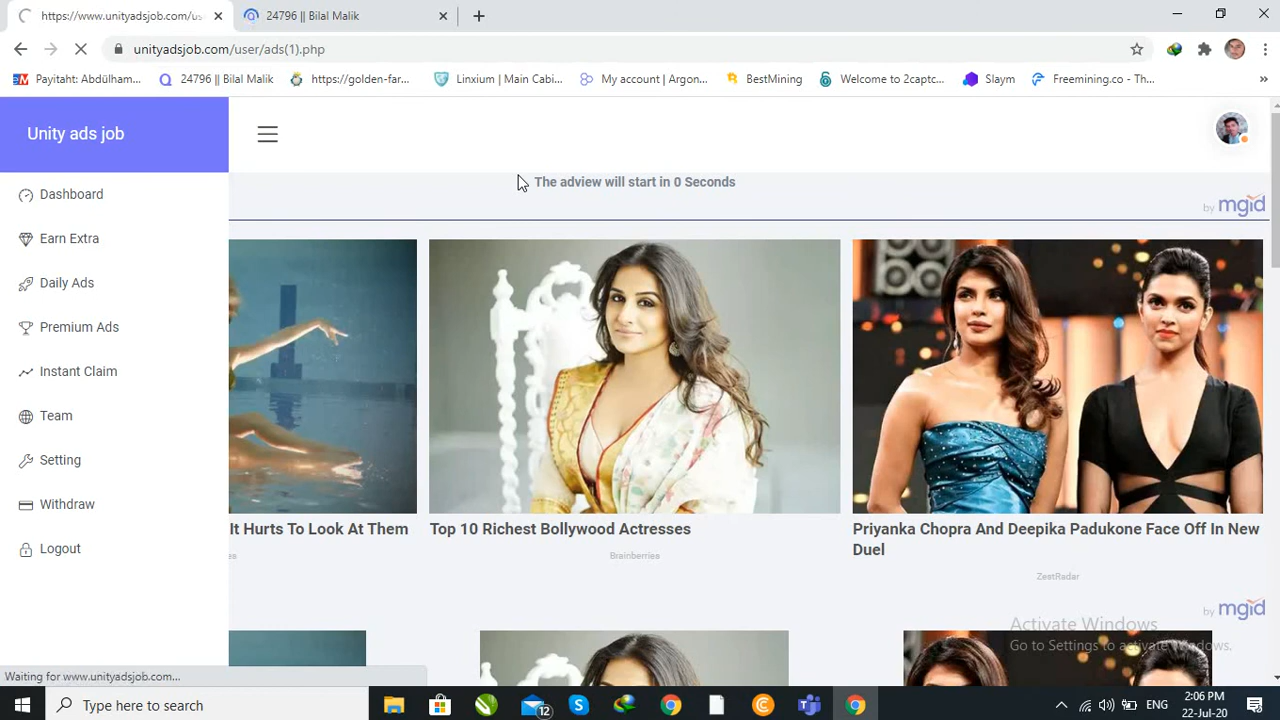 https://www.unityadsjob.com/us
24796 || Bilal Malik
unityadsjob.com/user/ads(1).php
Payitaht: Abdülham...
24796 || Bilal Malik
https://golden-far...
Linxium | Main Cabi...
My account | Argon...
BestMining
Welcome to 2captc...
Slaym
Freemining.co - Th...
Unity ads job
The adview will start in 0 Seconds
by mgid
Dashboard
Earn Extra
Daily Ads
Premium Ads
Instant Claim
Team
Setting
Withdraw
Logout
It Hurts To Look At Them
Top 10 Richest Bollywood Actresses
Brainberries
Priyanka Chopra And Deepika Padukone Face Off In New
Duel
ZestRadar
by mgid
Activate Windows
Go to Settings to activate Windows.
Waiting for www.unityadsjob.com...
Type here to search
12
ENG
2:06 PM
22-Jul-20